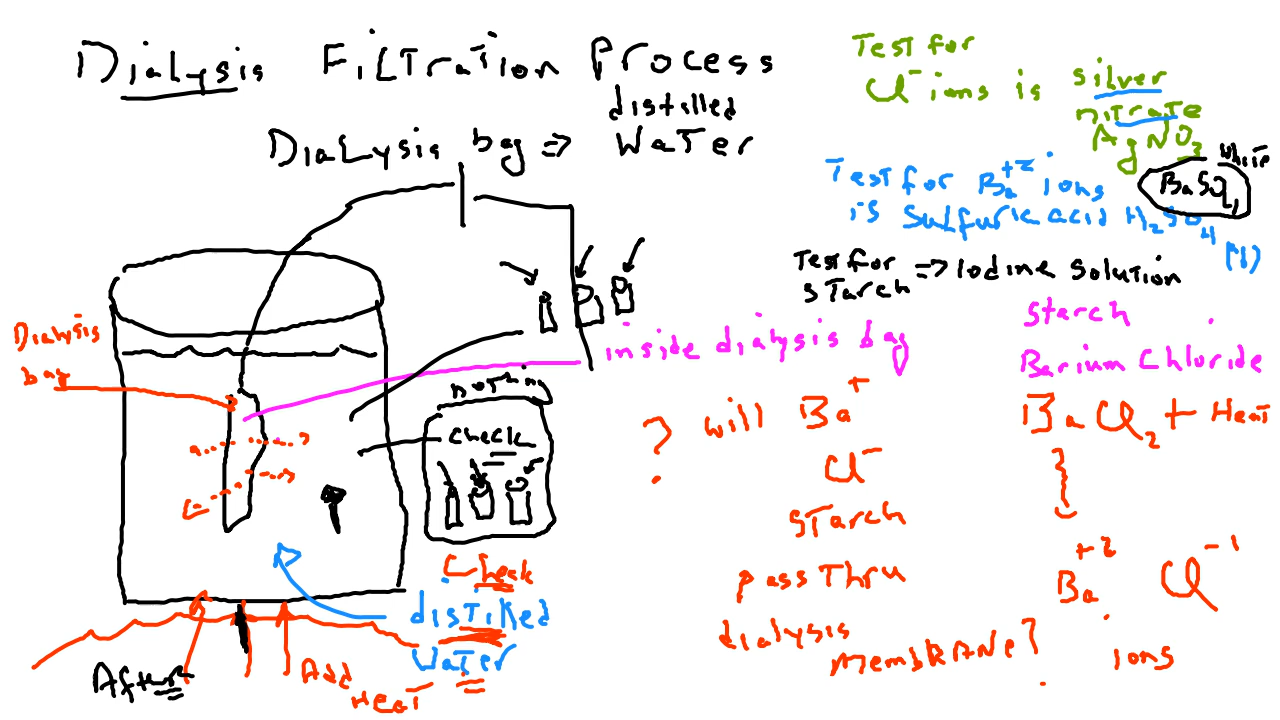 Dialysis Filtration Process
distilled
Dialysis bag => Water
Test for
Cl⁻ ions is silver
nitrate
AgNO₃
Test for Ba⁺² ions
is Sulfuric acid H₂SO₄
(l)
White
BaSO₄
Test for
starch => Iodine solution
Starch
Barium Chloride
BaCl₂ + Heat
Ba⁺² Cl⁻¹
ions
Dialysis
bag
inside dialysis bag
nothing
check
? will Ba⁺
Cl⁻
starch
pass thru
dialysis
membrane?
Check
distilled
water
After
Add
Heat